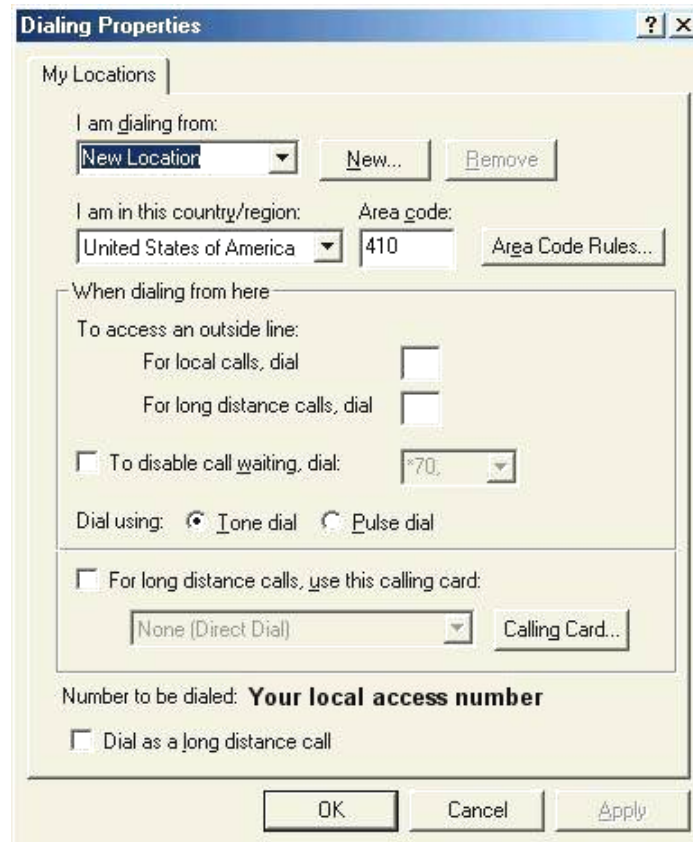 Dialing Properties ? ×
My Locations
I am dialing from:
New Location New... Remove
I am in this country/region: Area code:
United States of America 410 Area Code Rules...
When dialing from here
To access an outside line:
For local calls, dial
For long distance calls, dial
To disable call waiting, dial: *70,
Dial using: Tone dial Pulse dial
For long distance calls, use this calling card:
None (Direct Dial) Calling Card...
Number to be dialed: Your local access number
Dial as a long distance call
OK Cancel Apply